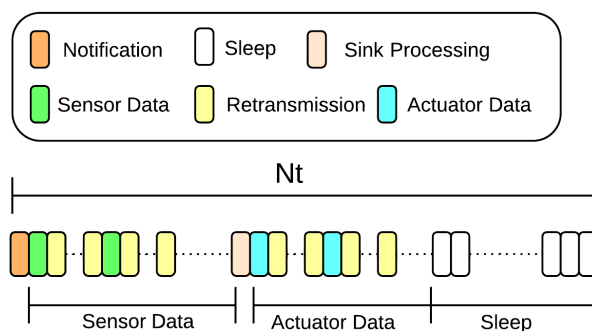 Notification
Sleep
Sink Processing
Sensor Data
Retransmission
Actuator Data
Nt
Sensor Data
Actuator Data
Sleep